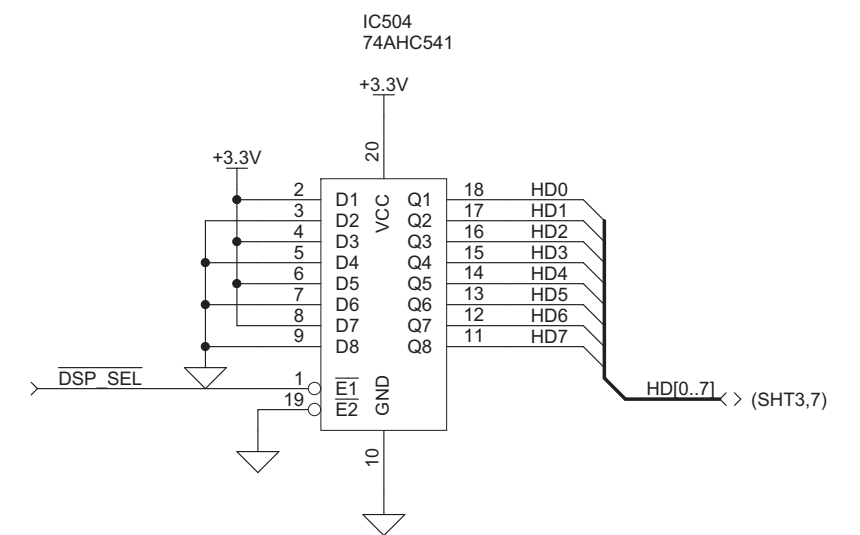 IC504
74AHC541
+3.3V
20
+3.3V
2 D1 VCC Q1 18 HD0
3 D2 Q2 17 HD1
4 D3 Q3 16 HD2
5 D4 Q4 15 HD3
6 D5 Q5 14 HD4
7 D6 Q6 13 HD5
8 D7 Q7 12 HD6
9 D8 Q8 11 HD7
DSP_SEL 1 E1 GND HD[0..7] (SHT3,7)
19 E2
10